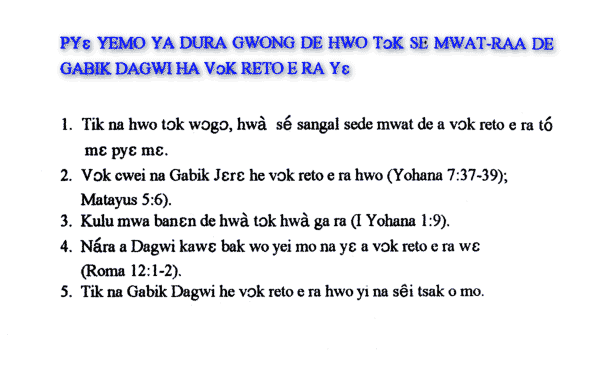 PYɛ YEMO YA DURA GWONG DE HWO TɔK SE MWAT-RAA DE
GABIK DAGWI HA VɔK RETO E RA Yɛ
1. Tik na hwo tɔk wɔgɔ, hwà sé sangal sede mwat de a vɔk reto e ra tó
mɛ pyɛ mɛ.
2. Vɔk cwei na Gabik Jɛrɛ he vɔk reto e ra hwo (Yohana 7:37-39);
Matayus 5:6).
3. Kulu mwa banɛn de hwà tɔk hwà ga ra (I Yohana 1:9).
4. Nára a Dagwi kawɛ bak wo yei mo na yɛ a vɔk reto e ra wɛ
(Roma 12:1-2).
5. Tik na Gabik Dagwi he vɔk reto e ra hwo yi na sêi tsak o mo.